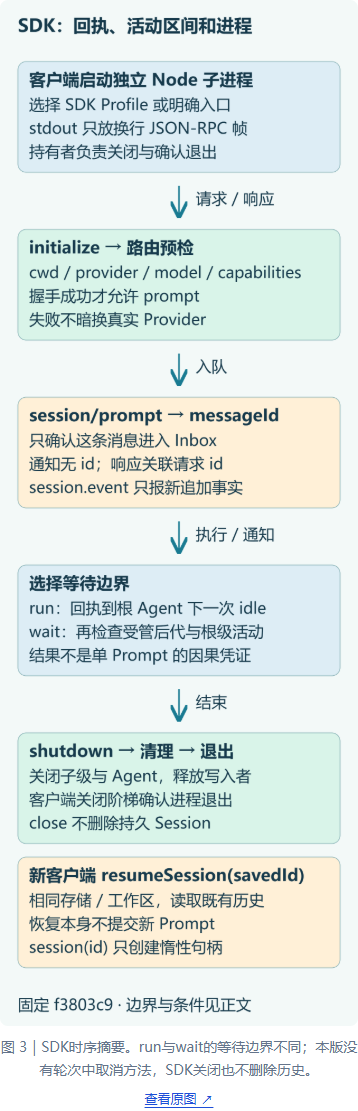 SDK：回执、活动区间和进程
客户端启动独立 Node 子进程
选择 SDK Profile 或明确入口
stdout 只放换行 JSON-RPC 帧
持有者负责关闭与确认退出
请求 / 响应
initialize → 路由预检
cwd / provider / model / capabilities
握手成功才允许 prompt
失败不暗换真实 Provider
入队
session/prompt → messageId
只确认这条消息进入 Inbox
通知无 id；响应关联请求 id
session.event 只报新追加事实
执行 / 通知
选择等待边界
run：回执到根 Agent 下一次 idle
wait：再检查受管后代与根级活动
结果不是单 Prompt 的因果凭证
结束
shutdown → 清理 → 退出
关闭子级与 Agent，释放写入者
客户端关闭阶梯确认进程退出
close 不删除持久 Session
新客户端 resumeSession(savedId)
相同存储 / 工作区，读取既有历史
恢复本身不提交新 Prompt
session(id) 只创建惰性句柄
固定 f3803c9 · 边界与条件见正文
图 3｜SDK时序摘要。run与wait的等待边界不同；本版没
有轮次中取消方法，SDK关闭也不删除历史。
查看原图 ↗